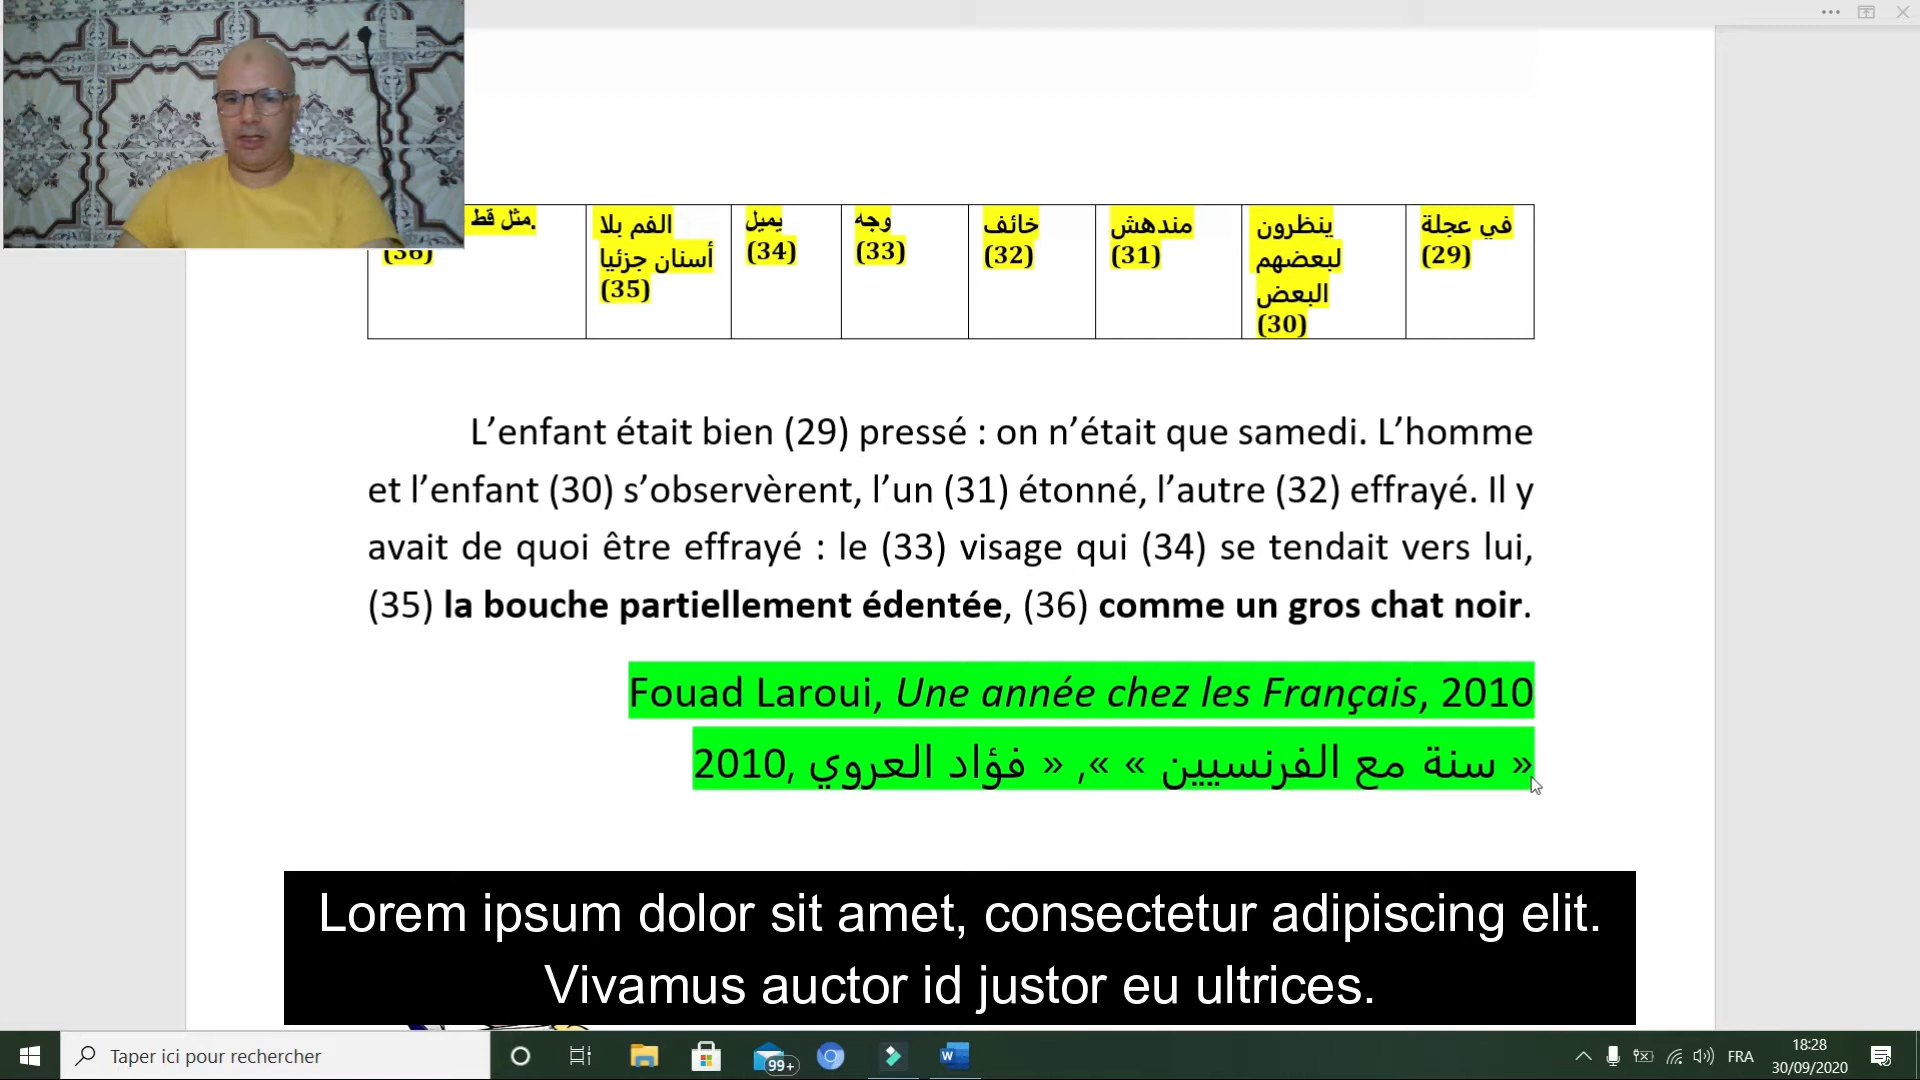 في عجلة
(29)
ينظرون
لبعضهم
البعض
(30)
مندهش
(31)
خائف
(32)
وجه
(33)
يميل
(34)
الفم بلا
أسنان جزئيا
(35)
مثل قط
(36)
L’enfant était bien (29) pressé : on n’était que samedi. L’homme
et l’enfant (30) s’observèrent, l’un (31) étonné, l’autre (32) effrayé. Il y
avait de quoi être effrayé : le (33) visage qui (34) se tendait vers lui,
(35) la bouche partiellement édentée, (36) comme un gros chat noir.
Fouad Laroui, Une année chez les Français, 2010
« سنة مع الفرنسيين » », « فؤاد العروي ,2010
Lorem ipsum dolor sit amet, consectetur adipiscing elit.
Vivamus auctor id justor eu ultrices.
Taper ici pour rechercher
99+
W
FRA
18:28
30/09/2020